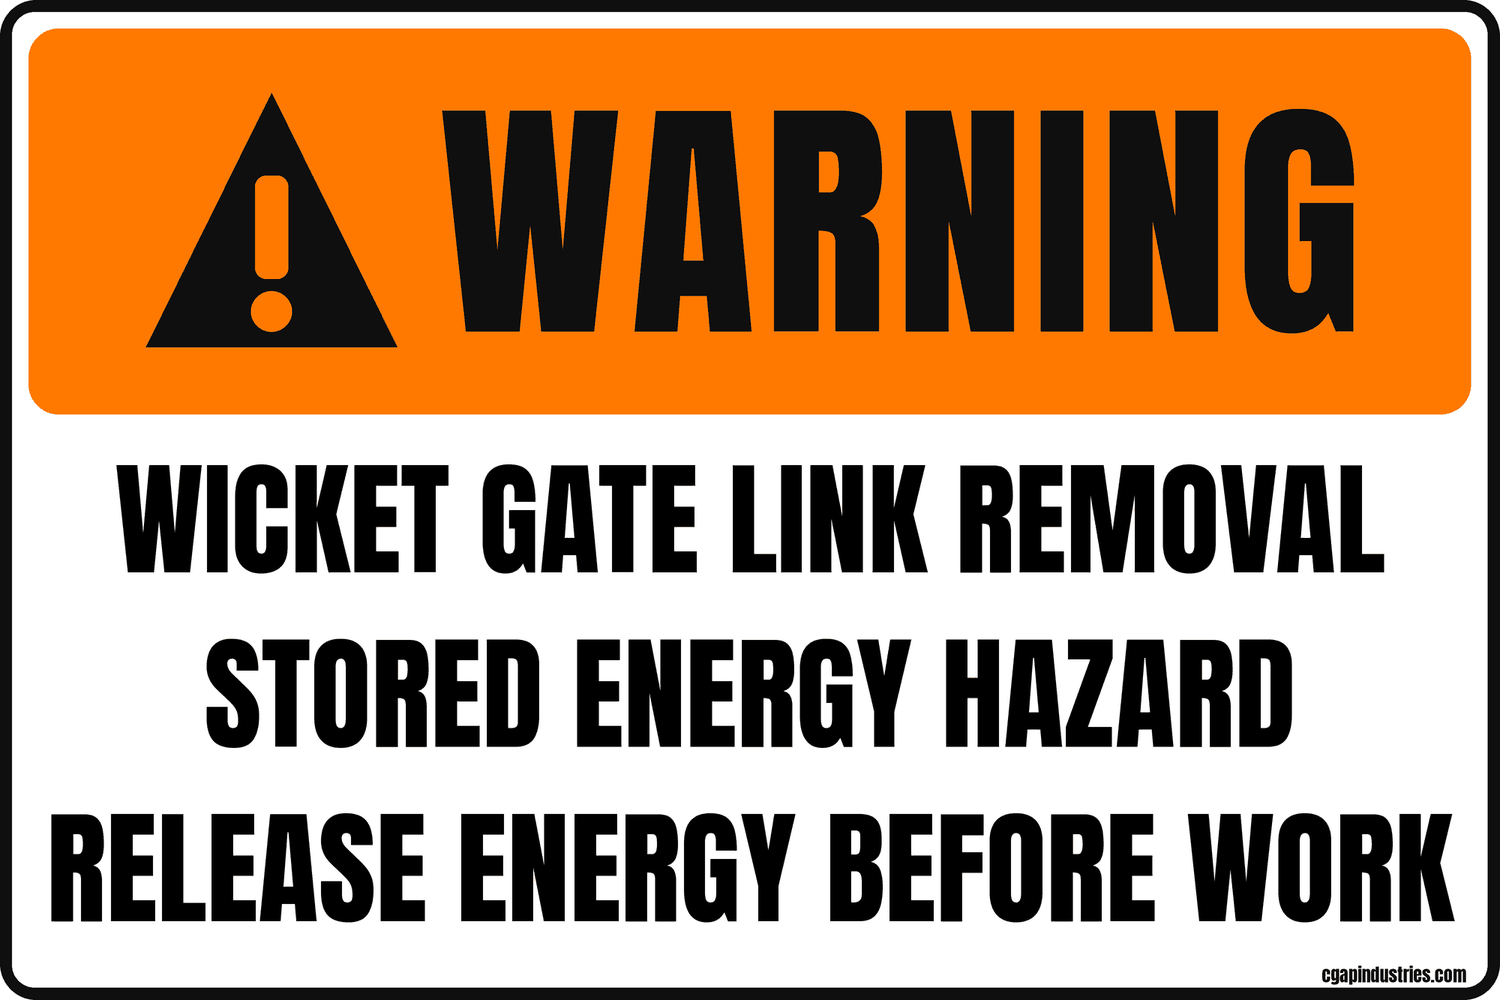 WARNING
WICKET GATE LINK REMOVAL
STORED ENERGY HAZARD
RELEASE ENERGY BEFORE WORK
cgapindustries.com